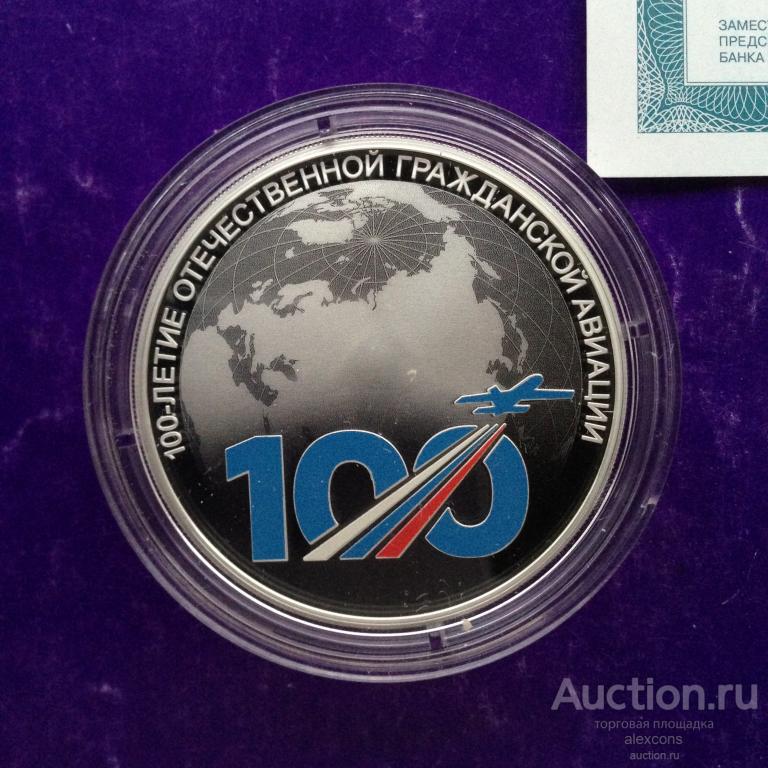 ЗАМЕС
ПРЕДС
БАНКА
100-ЛЕТИЕ ОТЕЧЕСТВЕННОЙ ГРАЖДАНСКОЙ АВИАЦИИ
100
Auction.ru
торговая площадка
alexcons
auction.ru